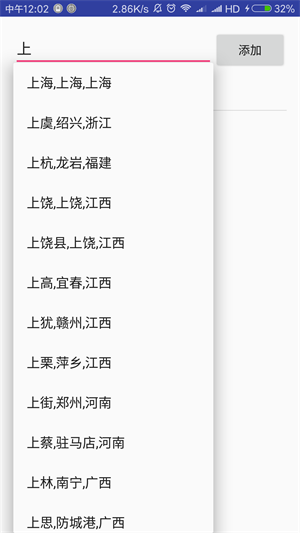 中午12:02 2.86K/s HD 32%
上 添加
上海,上海,上海
上虞,绍兴,浙江
上杭,龙岩,福建
上饶,上饶,江西
上饶县,上饶,江西
上高,宜春,江西
上犹,赣州,江西
上栗,萍乡,江西
上街,郑州,河南
上蔡,驻马店,河南
上林,南宁,广西
上思,防城港,广西